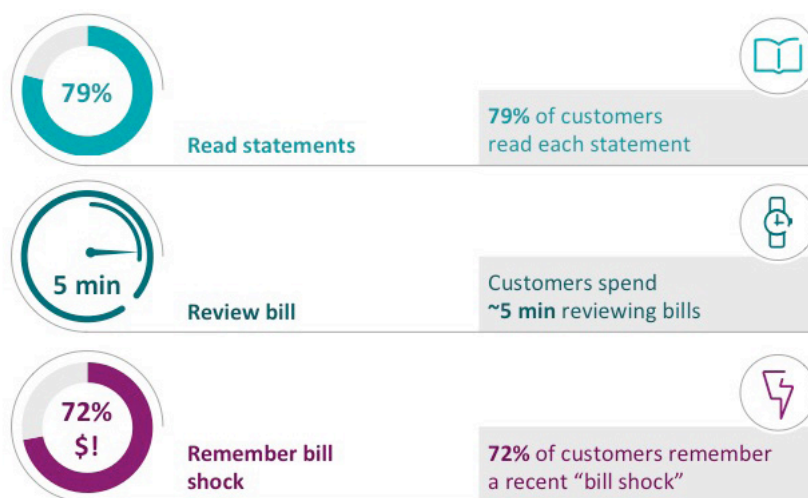 79%
Read statements
79% of customers
read each statement
5 min
Review bill
Customers spend
~5 min reviewing bills
72%
$!
Remember bill
shock
72% of customers remember
a recent “bill shock”